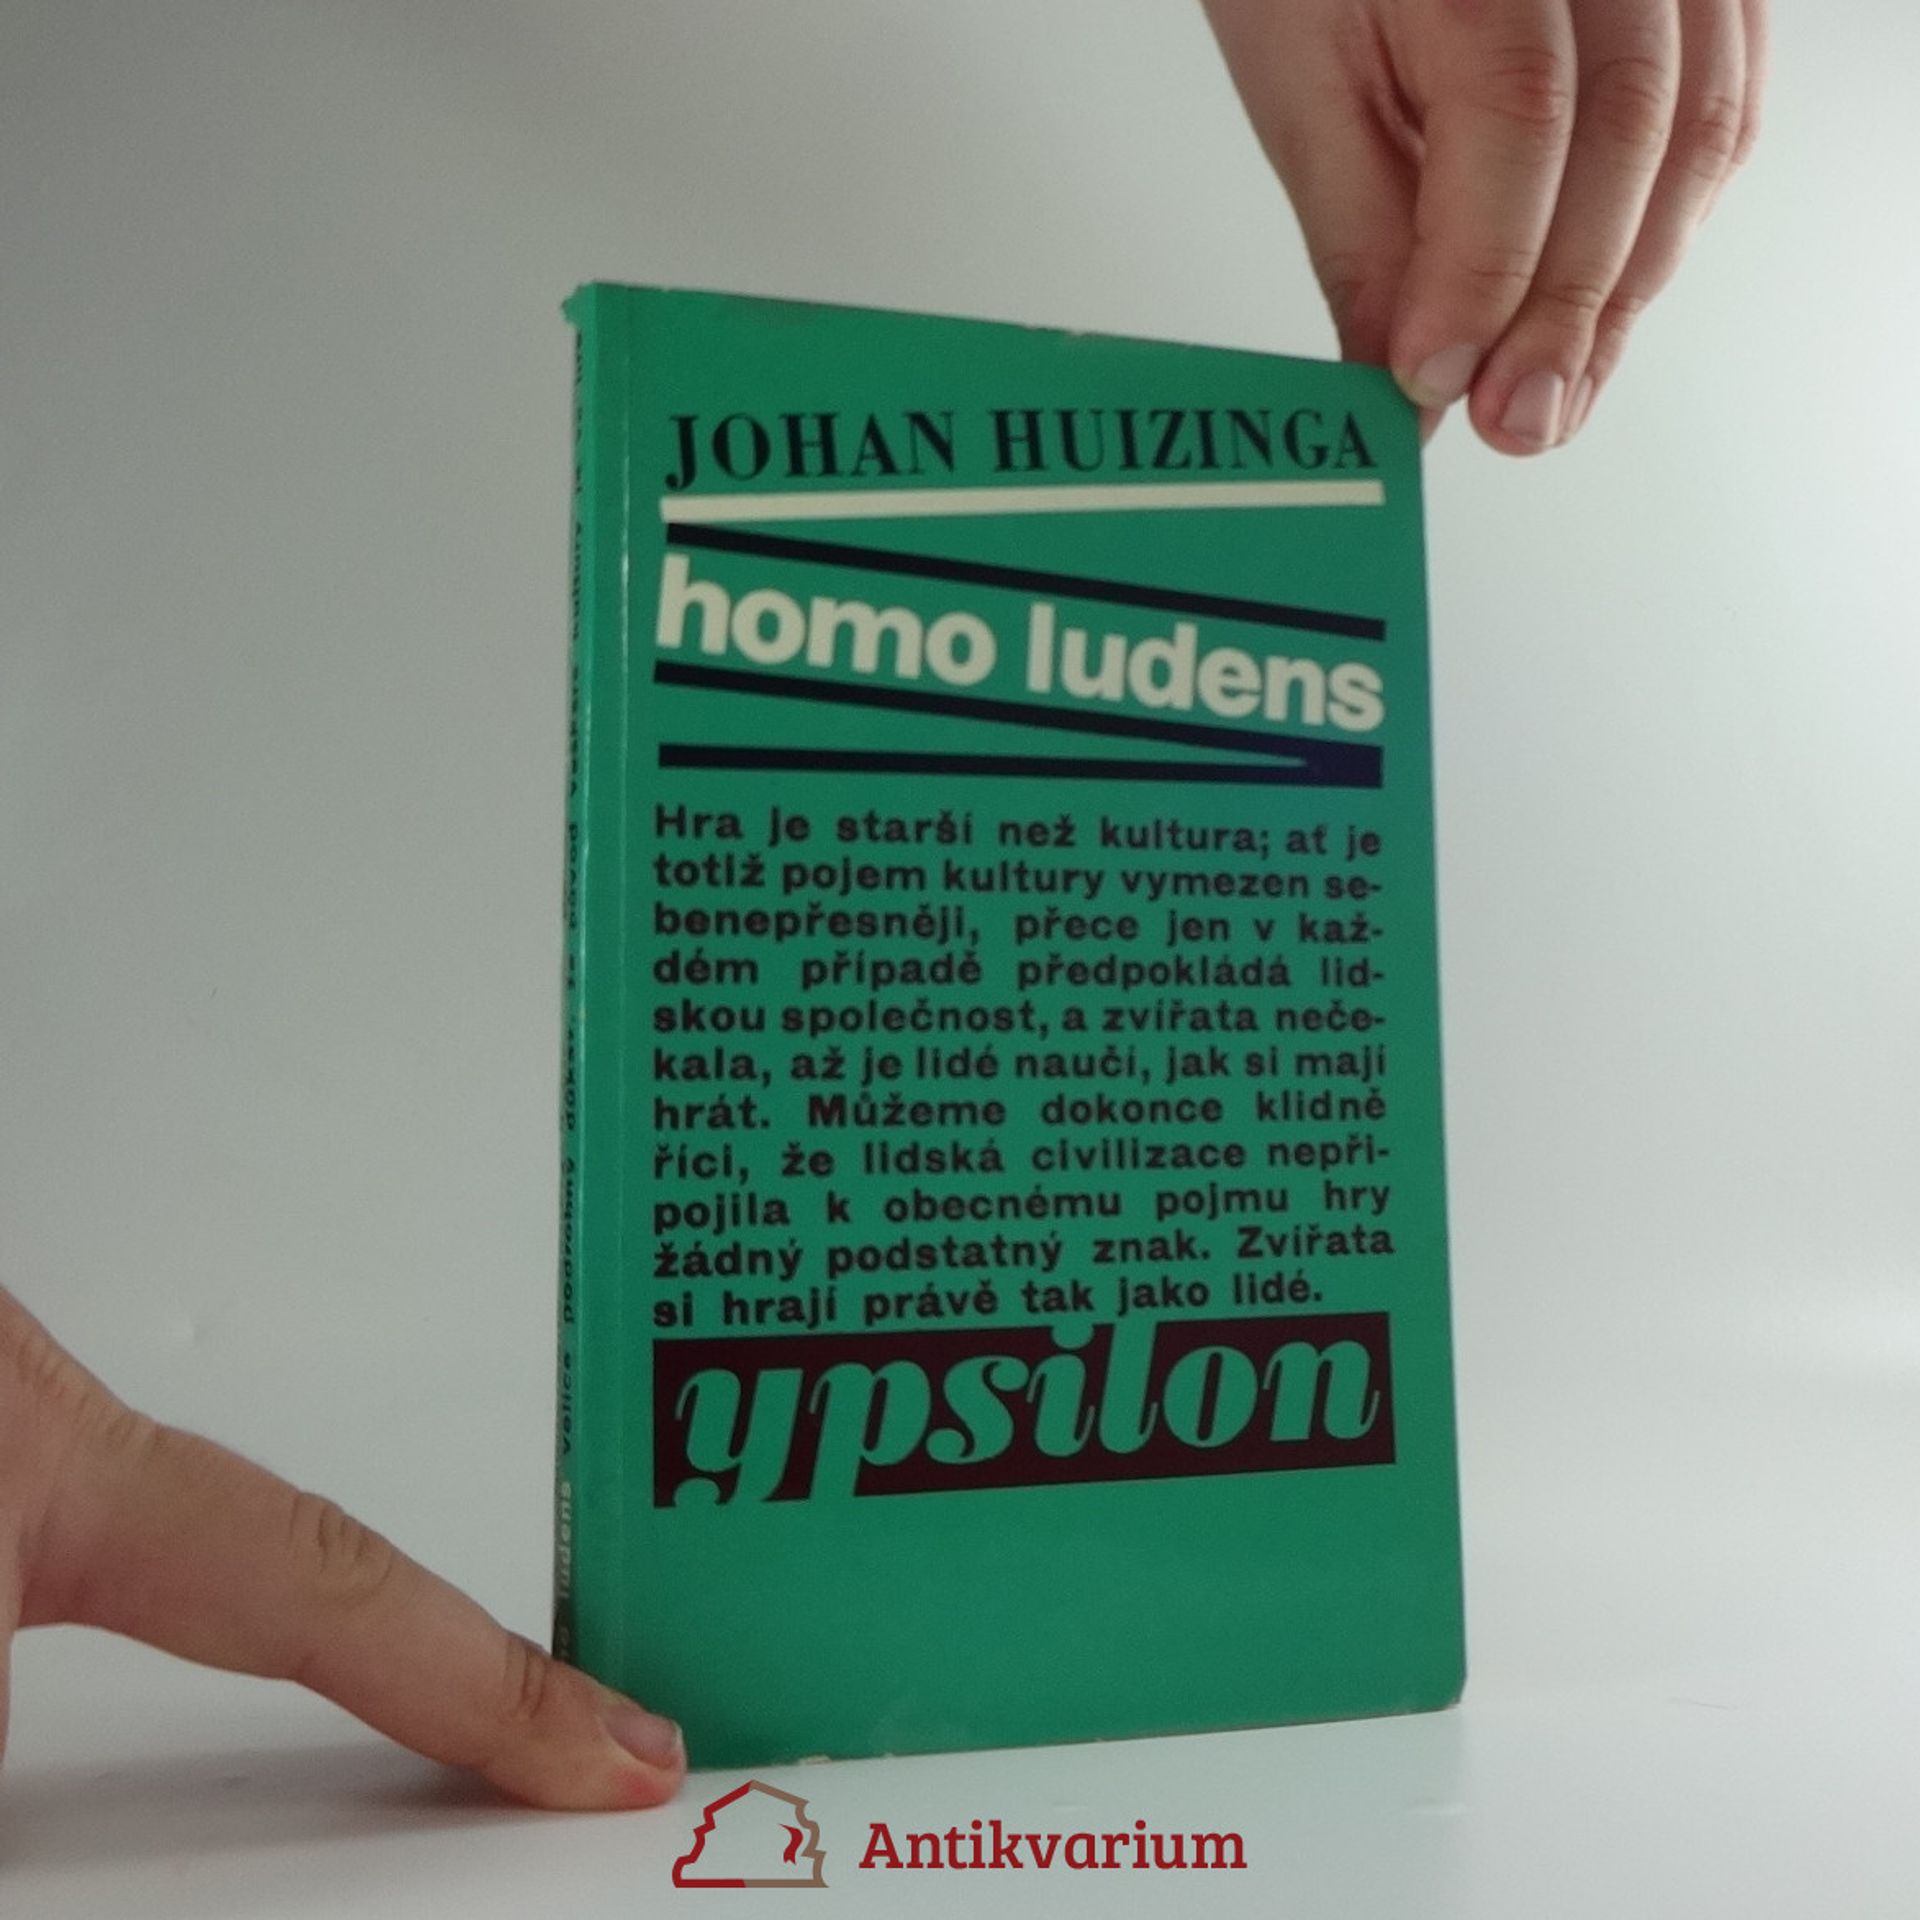 JOHAN HUIZINGA
homo ludens
Hra je starší než kultura; ať je
totiž pojem kultury vymezen se-
benepřesněji, přece jen v kaž-
dém případě předpokládá lid-
skou společnost, a zvířata neče-
kala, až je lidé naučí, jak si mají
hrát. Můžeme dokonce klidně
říci, že lidská civilizace nepři-
pojila k obecnému pojmu hry
žádný podstatný znak. Zvířata
si hrají právě tak jako lidé.
ypsilon
ludens
Antikvarium